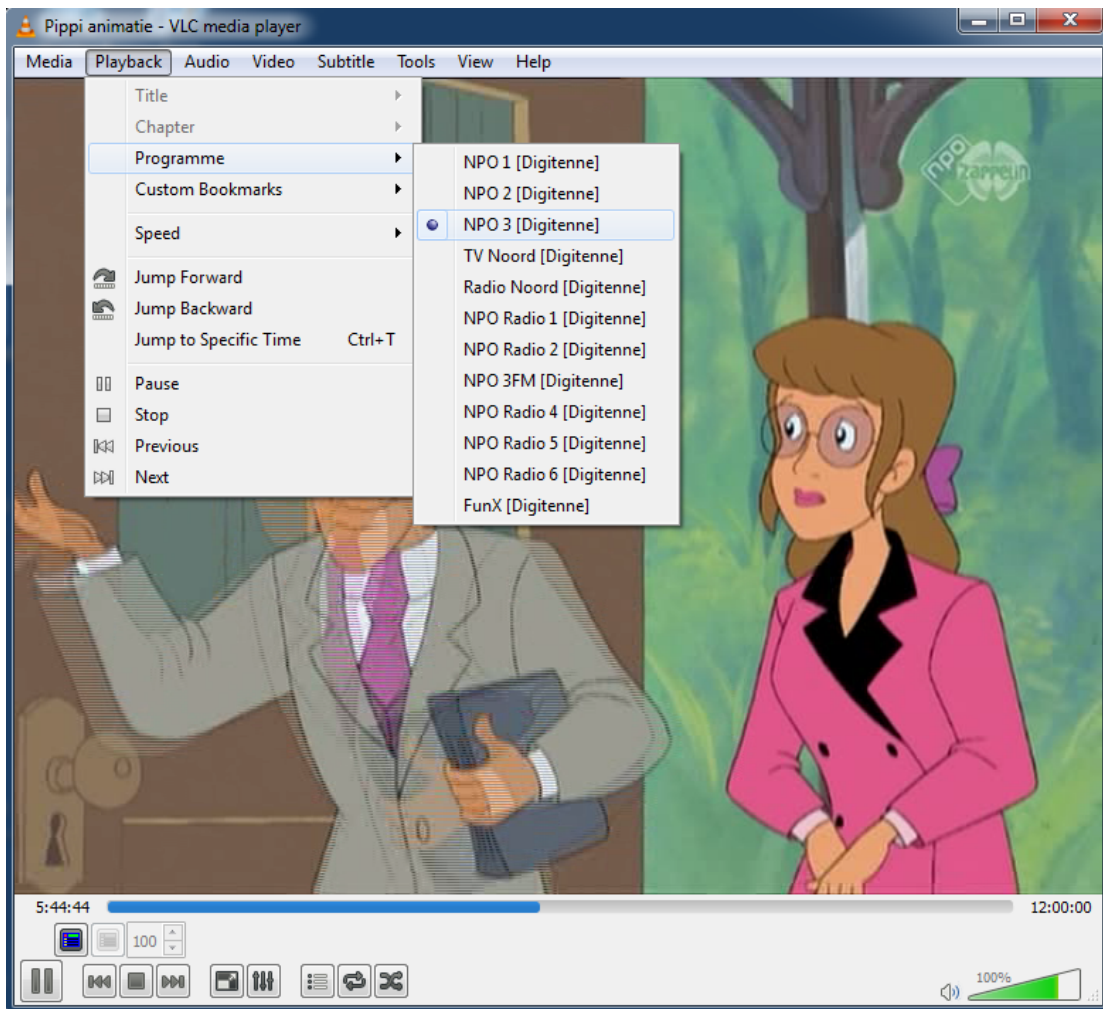 Pippi animatie - VLC media player
Media Playback Audio Video Subtitle Tools View Help
Title
Chapter
Programme
Custom Bookmarks
Speed
Jump Forward
Jump Backward
Jump to Specific Time Ctrl+T
Pause
Stop
Previous
Next
NPO 1 [Digitenne]
NPO 2 [Digitenne]
NPO 3 [Digitenne]
TV Noord [Digitenne]
Radio Noord [Digitenne]
NPO Radio 1 [Digitenne]
NPO Radio 2 [Digitenne]
NPO 3FM [Digitenne]
NPO Radio 4 [Digitenne]
NPO Radio 5 [Digitenne]
NPO Radio 6 [Digitenne]
FunX [Digitenne]
npo zappelin
5:44:44 12:00:00
100
100%